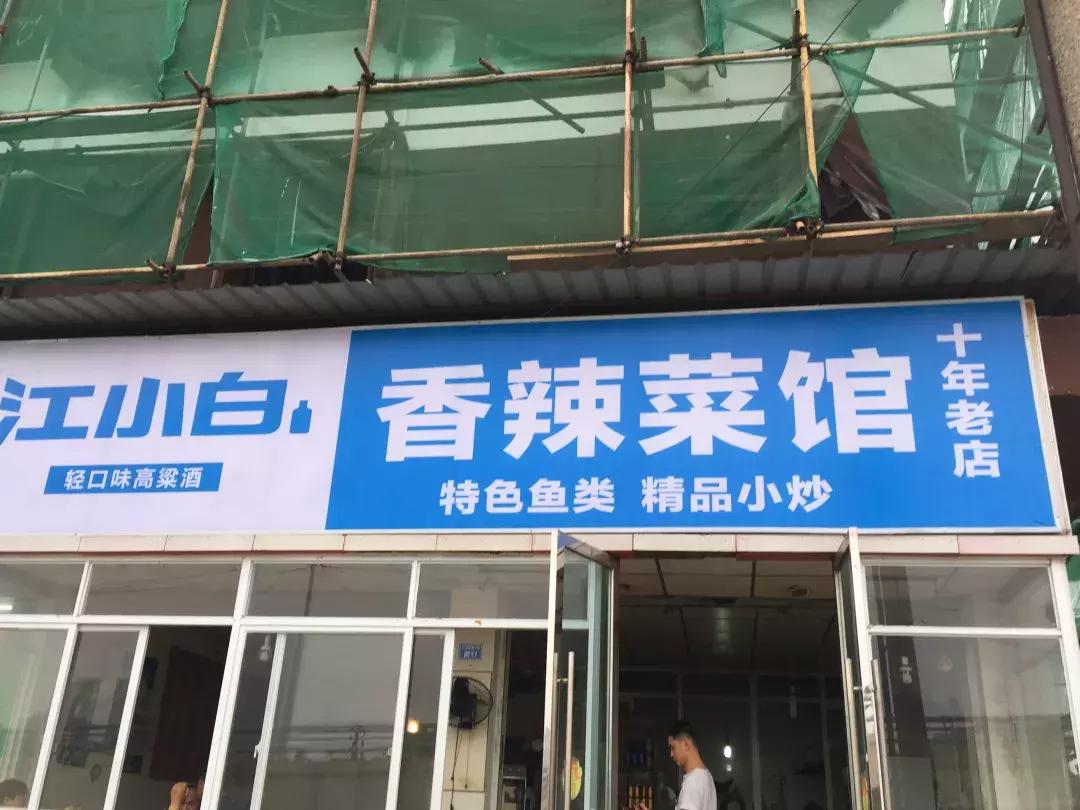 江小白
轻口味高粱酒
香辣菜馆
特色鱼类 精品小炒
十年老店